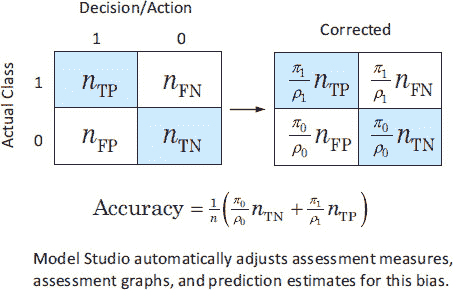 Decision/Action
Corrected
1 0
Actual Class
1 n_TP n_FN π₁/ρ₁ n_TP π₁/ρ₁ n_FN
0 n_FP n_TN π₀/ρ₀ n_FP π₀/ρ₀ n_TN
Accuracy = 1/n (π₀/ρ₀ n_TN + π₁/ρ₁ n_TP)
Model Studio automatically adjusts assessment measures,
assessment graphs, and prediction estimates for this bias.